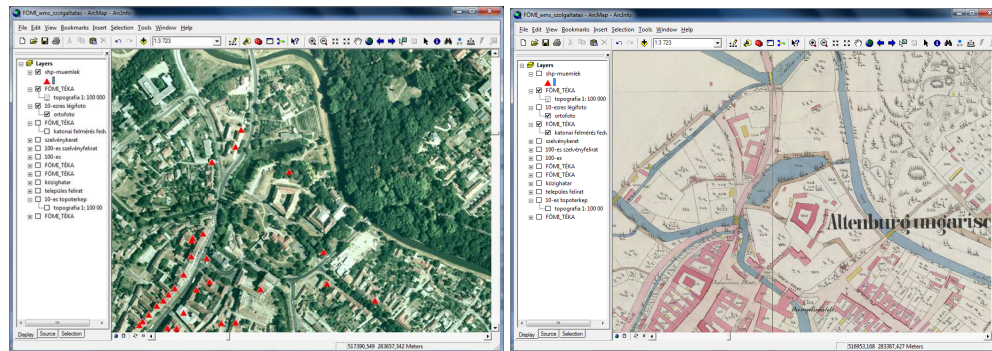 FÖMI_wms_szolgaltatas - ArcMap - ArcInfo
File Edit View Bookmarks Insert Selection Tools Window Help
1:3 723
Layers
shp-muemlek
FÖMI_TÉKA
topografia 1: 100 000
10-ezres légifoto
ortofoto
FÖMI_TÉKA
katonai felmérés fedv
szelvénykeret
100-es szelvényfelirat
100-es
FÖMI_TÉKA
FÖMI_TÉKA
közighatar
település felirat
10-es topoterkep
topografia 1: 100 00
FÖMI_TÉKA
Display Source Selection
517390,549 283657,342 Meters
FÖMI_wms_szolgaltatas - ArcMap - ArcInfo
File Edit View Bookmarks Insert Selection Tools Window Help
1:3 723
Layers
shp-muemlek
FÖMI_TÉKA
topografia 1: 100 000
10-ezres légifoto
ortofoto
FÖMI_TÉKA
katonai felmérés fedv
szelvénykeret
100-es szelvényfelirat
100-es
FÖMI_TÉKA
FÖMI_TÉKA
közighatar
település felirat
10-es topoterkep
topografia 1: 100 00
FÖMI_TÉKA
Altenburg ungarisc
Display Source Selection
516953,168 283387,427 Meters